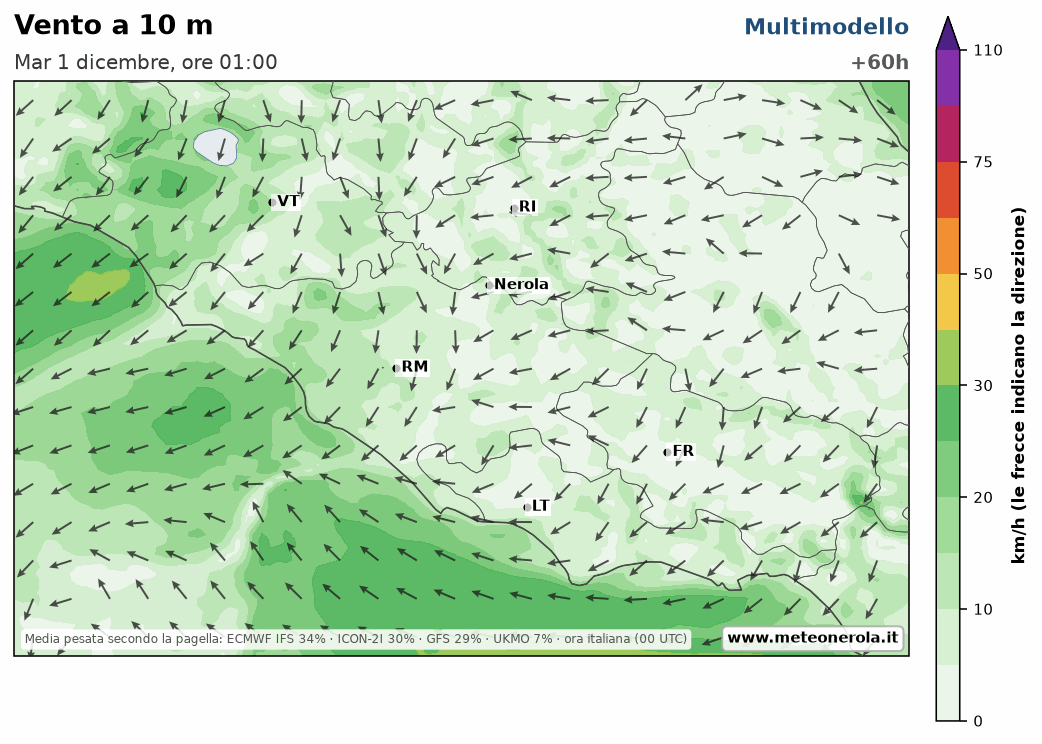 Vento a 10 m
Multimodello
Mar 1 dicembre, ore 01:00
+60h
110
75
50
30
20
10
0
km/h (le frecce indicano la direzione)
VT
RI
Nerola
RM
FR
LT
Media pesata secondo la pagella: ECMWF IFS 34% · ICON-2I 30% · GFS 29% · UKMO 7% · ora italiana (00 UTC)
www.meteonerola.it